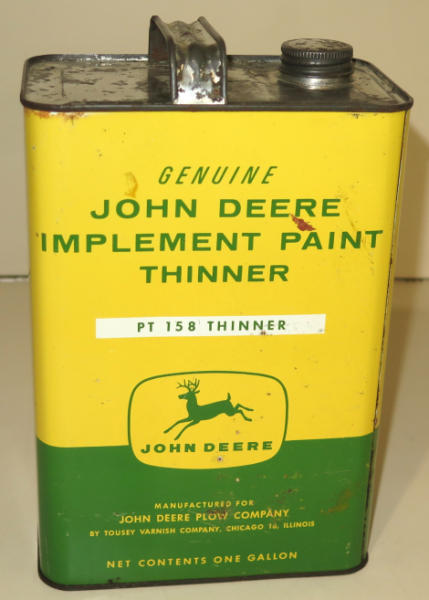 GENUINE
JOHN DEERE
IMPLEMENT PAINT
THINNER
PT 158 THINNER
JOHN DEERE
MANUFACTURED FOR
JOHN DEERE PLOW COMPANY
BY TOUSEY VARNISH COMPANY, CHICAGO 16, ILLINOIS
NET CONTENTS ONE GALLON